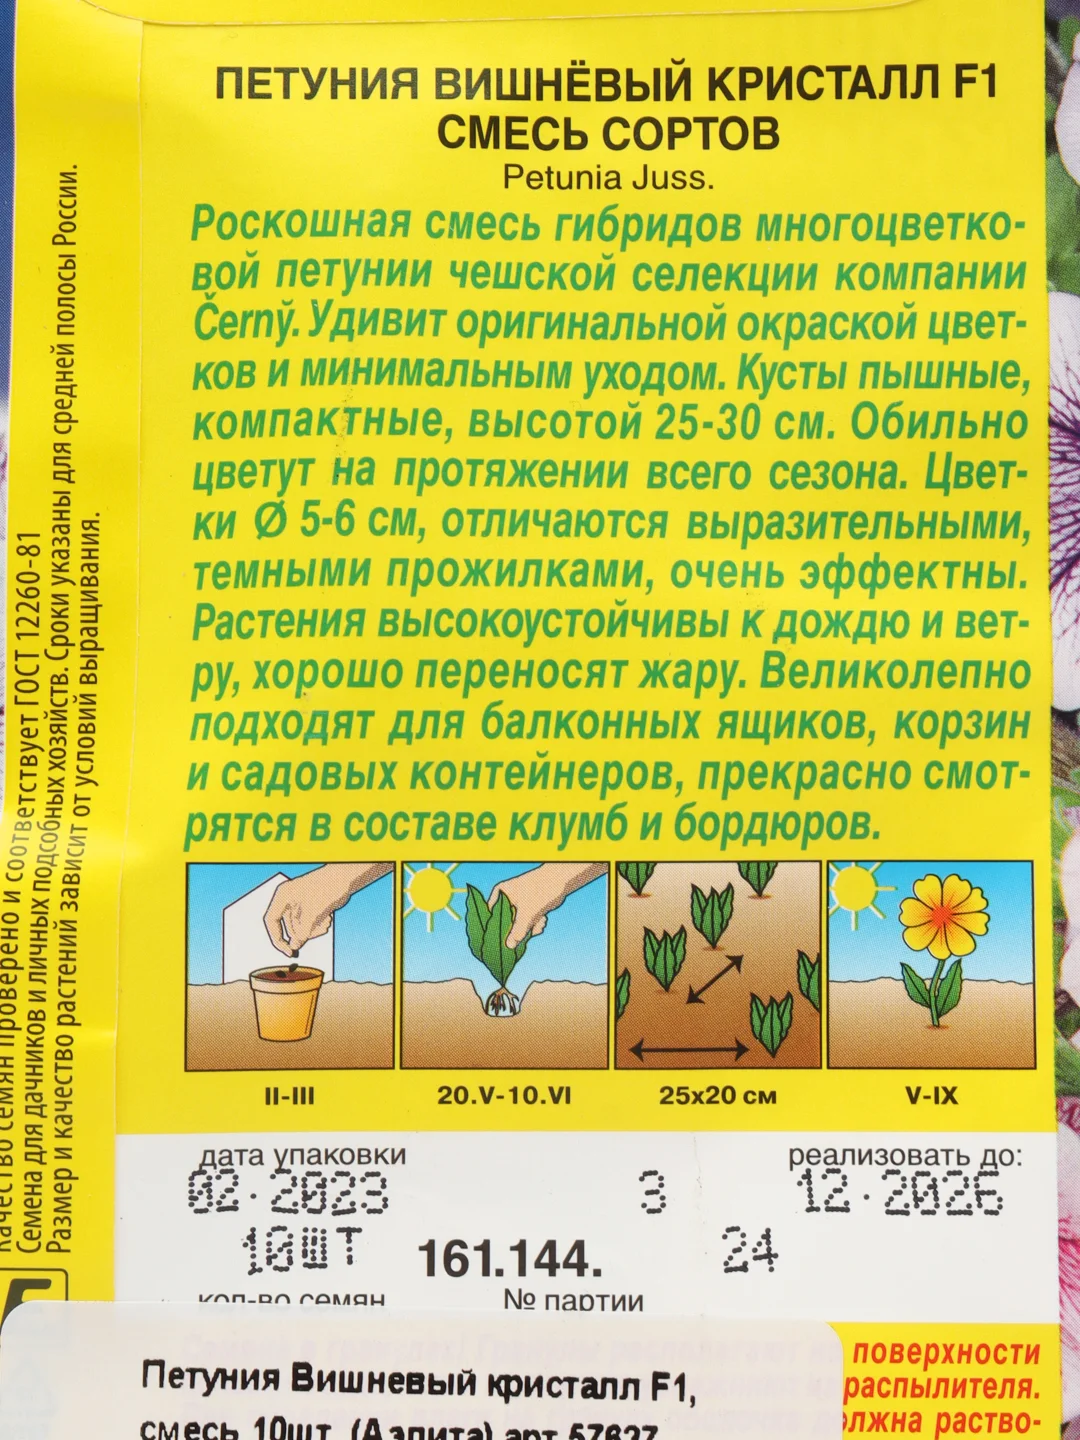 ПЕТУНИЯ ВИШНЁВЫЙ КРИСТАЛЛ F1
СМЕСЬ СОРТОВ
Petunia Juss.
Роскошная смесь гибридов многоцветко-
вой петунии чешской селекции компании
Černý. Удивит оригинальной окраской цвет-
ков и минимальным уходом. Кусты пышные,
компактные, высотой 25-30 см. Обильно
цветут на протяжении всего сезона. Цвет-
ки Ø 5-6 см, отличаются выразительными,
темными прожилками, очень эффектны.
Растения высокоустойчивы к дождю и вет-
ру, хорошо переносят жару. Великолепно
подходят для балконных ящиков, корзин
и садовых контейнеров, прекрасно смот-
рятся в составе клумб и бордюров.
II-III 20.V-10.VI 25x20 см V-IX
дата упаковки реализовать до:
02.2023 3 12.2026
10ШТ 161.144. 24
кол-во семян № партии
поверхности
распылителя.
раство-
Петуния Вишневый кристалл F1,
смесь 10шт (Аэлита) арт.57627
качество семян проверено и соответствует ГОСТ 12260-81
Семена для дачников и личных подсобных хозяйств. Сроки указаны для средней полосы России.
Размер и качество растений зависит от условий выращивания.